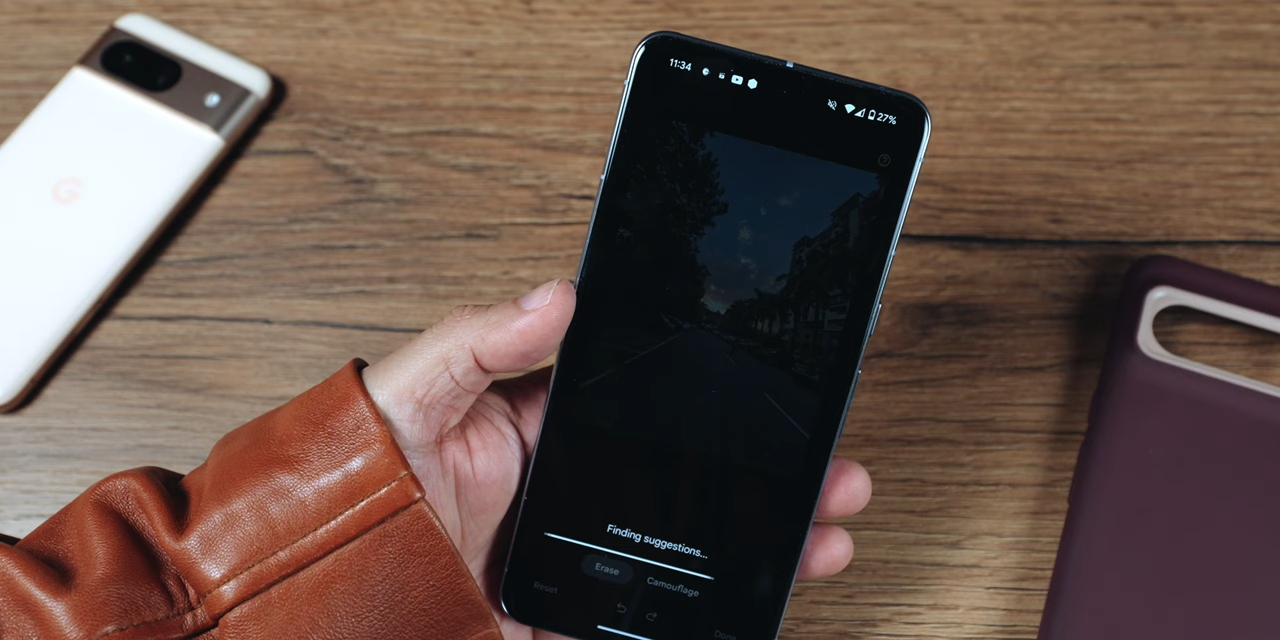 11:34
27%
Finding suggestions...
Erase
Camouflage
Reset
Done
G